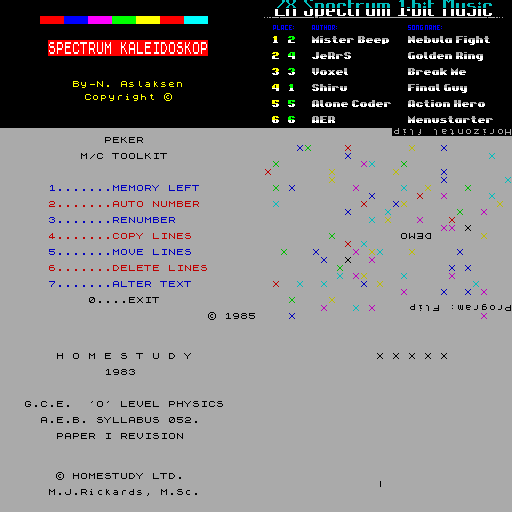 SPECTRUM KALEIDOSKOP
By-N. Aslaksen
Copyright ©
ZX Spectrum 1-bit Music
1 2 Mister Beep Nebula Fight
2 4 JeRrS Golden Ring
3 3 Voxel Break Me
4 1 Shiru Final Guy
5 5 Alone Coder Action Hero
6 6 AER Menustarter
PEKER
M/C TOOLKIT
1.......MEMORY LEFT
2.......AUTO NUMBER
3.......RENUMBER
4.......COPY LINES
5.......MOVE LINES
6.......DELETE LINES
7.......ALTER TEXT
0....EXIT
© 1985
Horizontal flip
DEMO
Program: Flip
H O M E S T U D Y
1983
G.C.E. 'O' LEVEL PHYSICS
A.E.B. SYLLABUS 052.
PAPER I REVISION
© HOMESTUDY LTD.
M.J.Rickards, M.Sc.
X X X X X